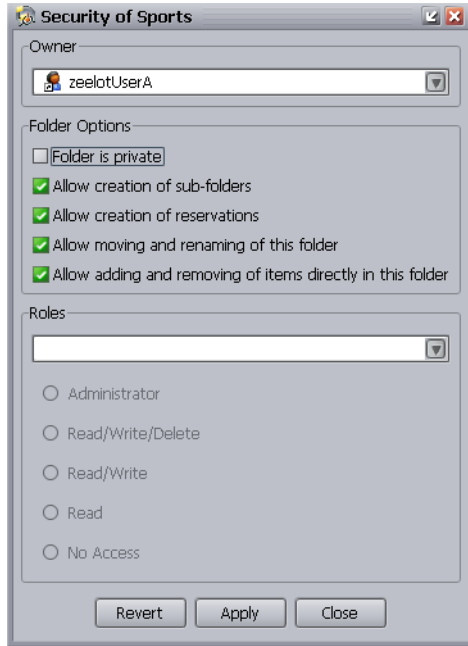 Security of Sports
Owner
zeelotUserA
Folder Options
Folder is private
Allow creation of sub-folders
Allow creation of reservations
Allow moving and renaming of this folder
Allow adding and removing of items directly in this folder
Roles
Administrator
Read/Write/Delete
Read/Write
Read
No Access
Revert Apply Close